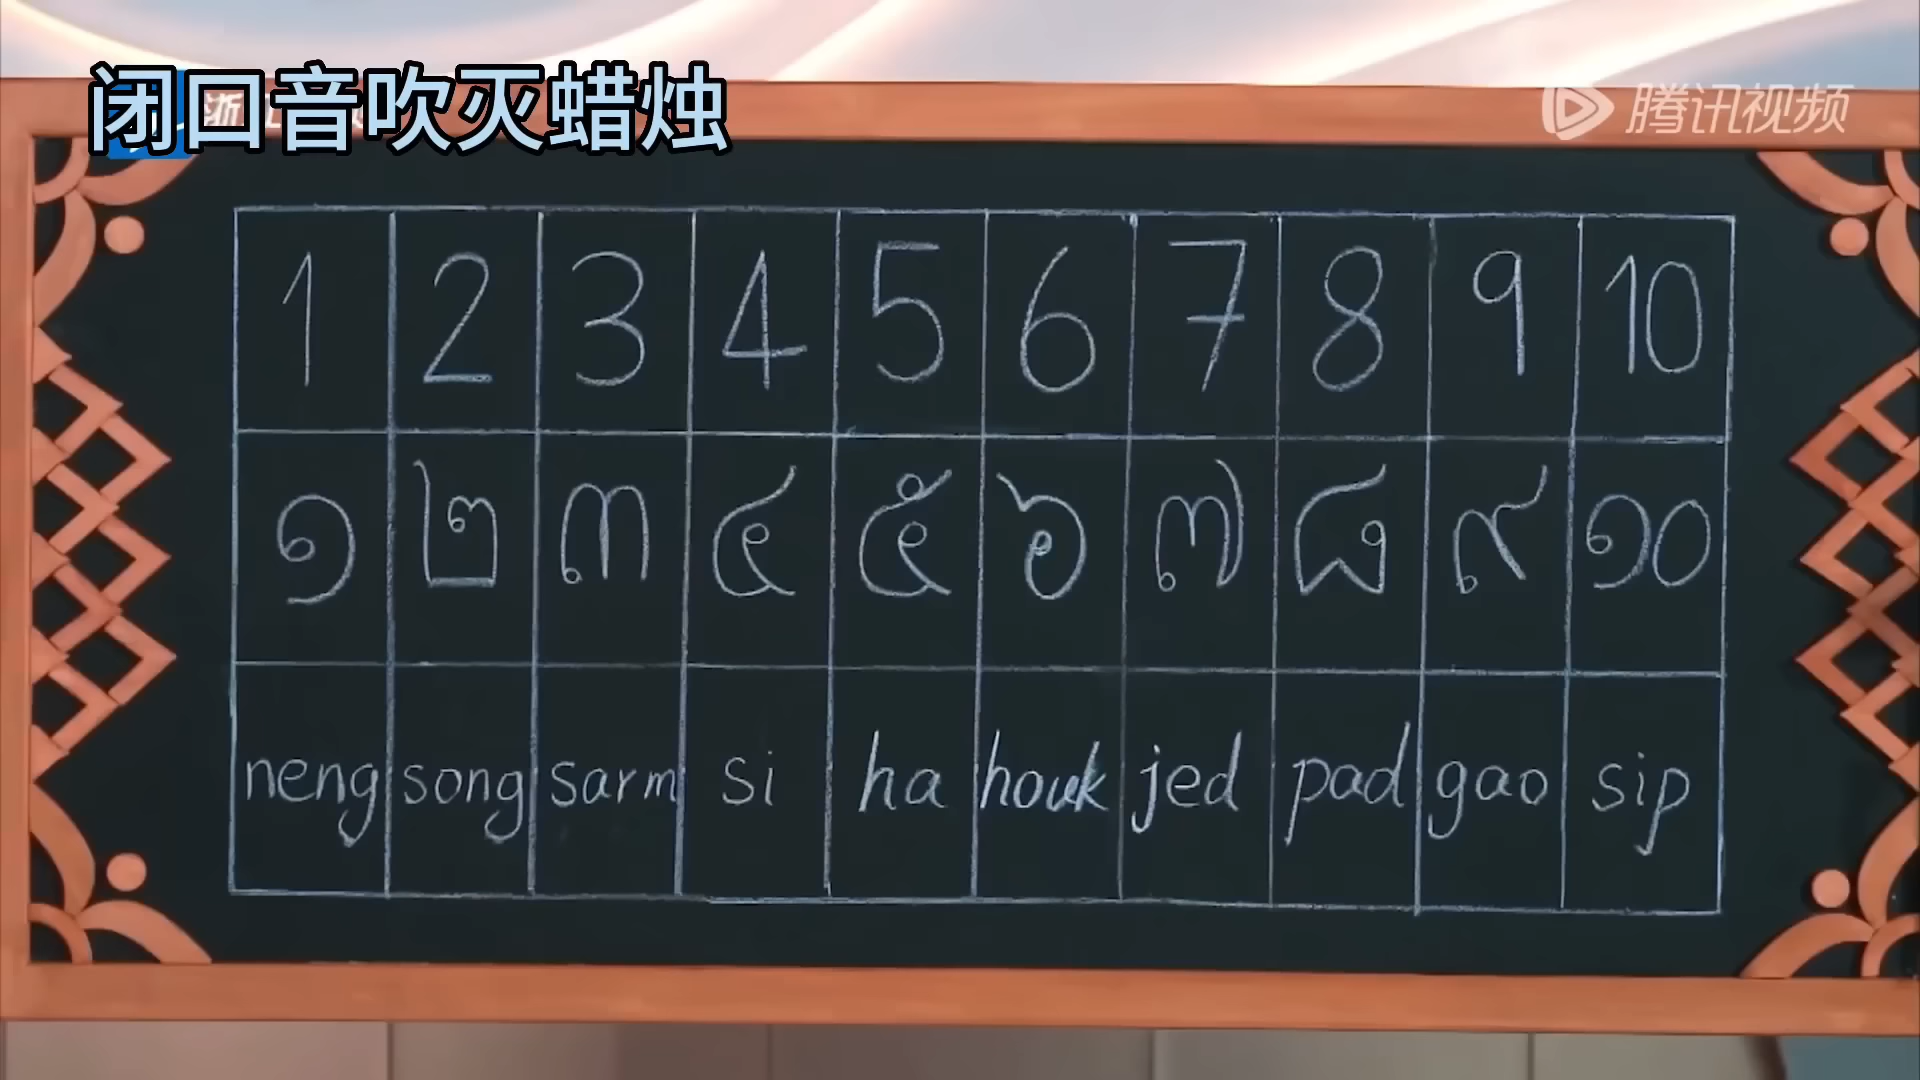 闭口音吹灭蜡烛
腾讯视频
1 2 3 4 5 6 7 8 9 10
๑ ๒ ๓ ๔ ๕ ๖ ๗ ๘ ๙ ๑๐
neng song sarm si ha houk jed pad gao sip